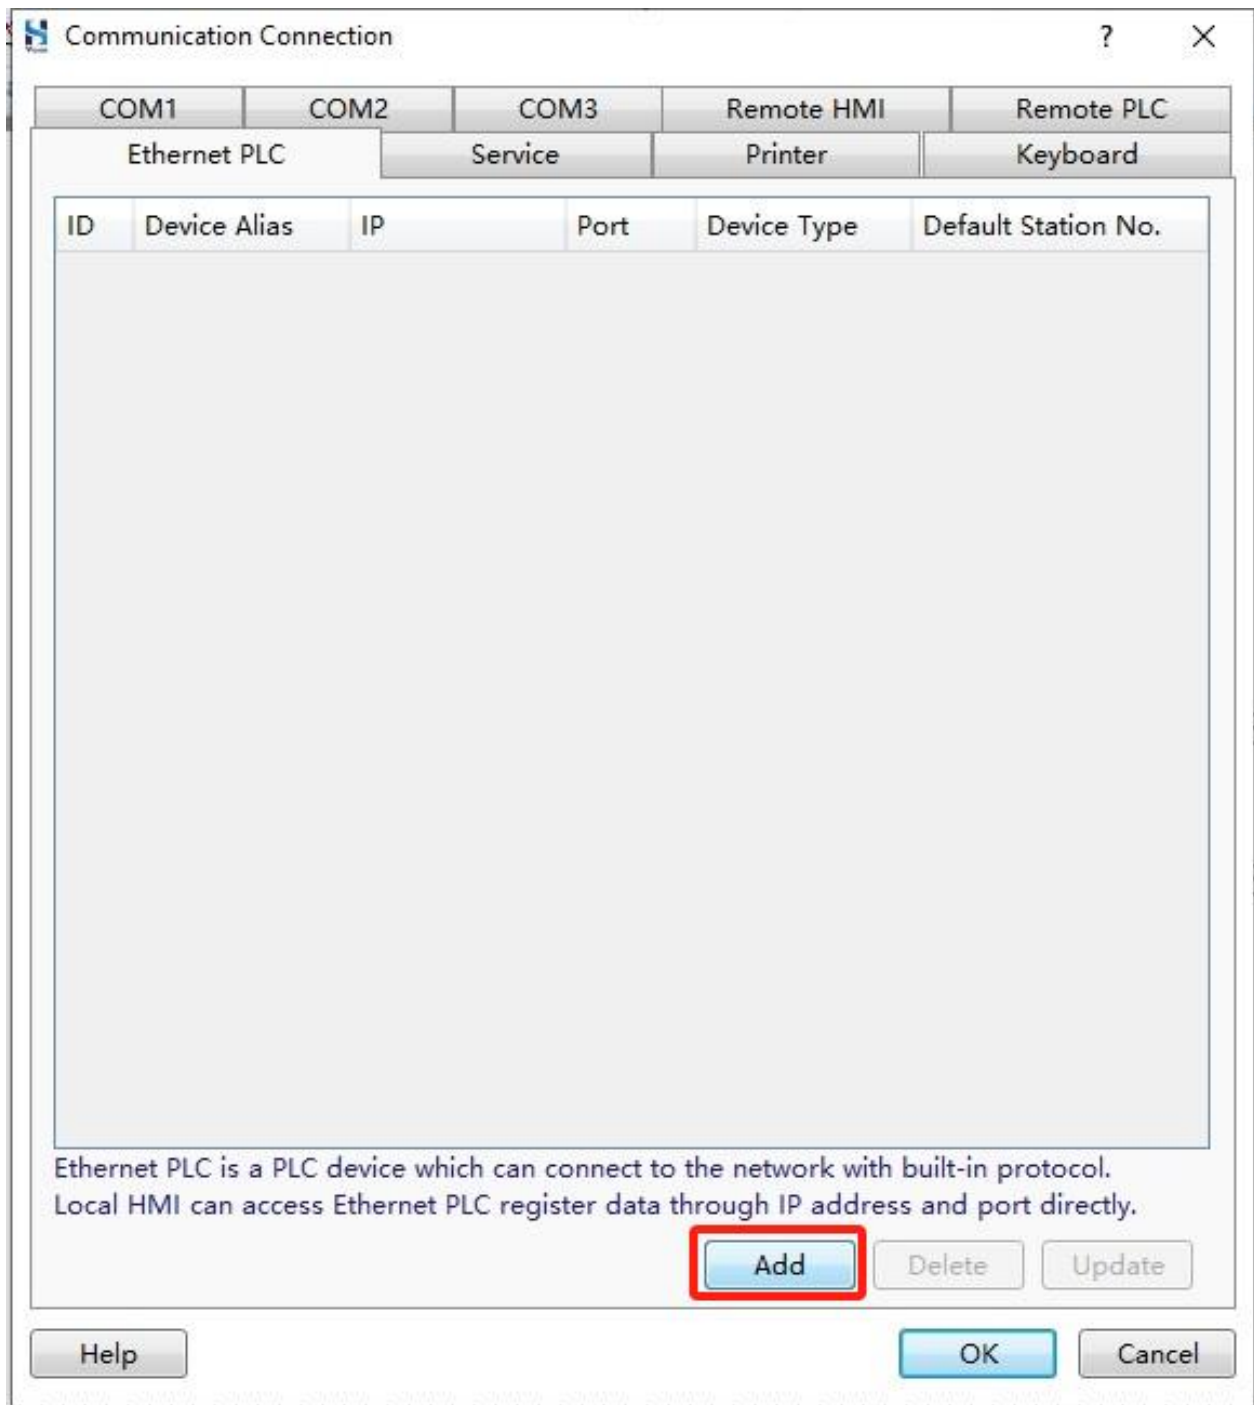 Communication Connection ?
COM1 COM2 COM3 Remote HMI Remote PLC
Ethernet PLC Service Printer Keyboard
ID Device Alias IP Port Device Type Default Station No.
Ethernet PLC is a PLC device which can connect to the network with built-in protocol.
Local HMI can access Ethernet PLC register data through IP address and port directly.
Add Delete Update
Help OK Cancel